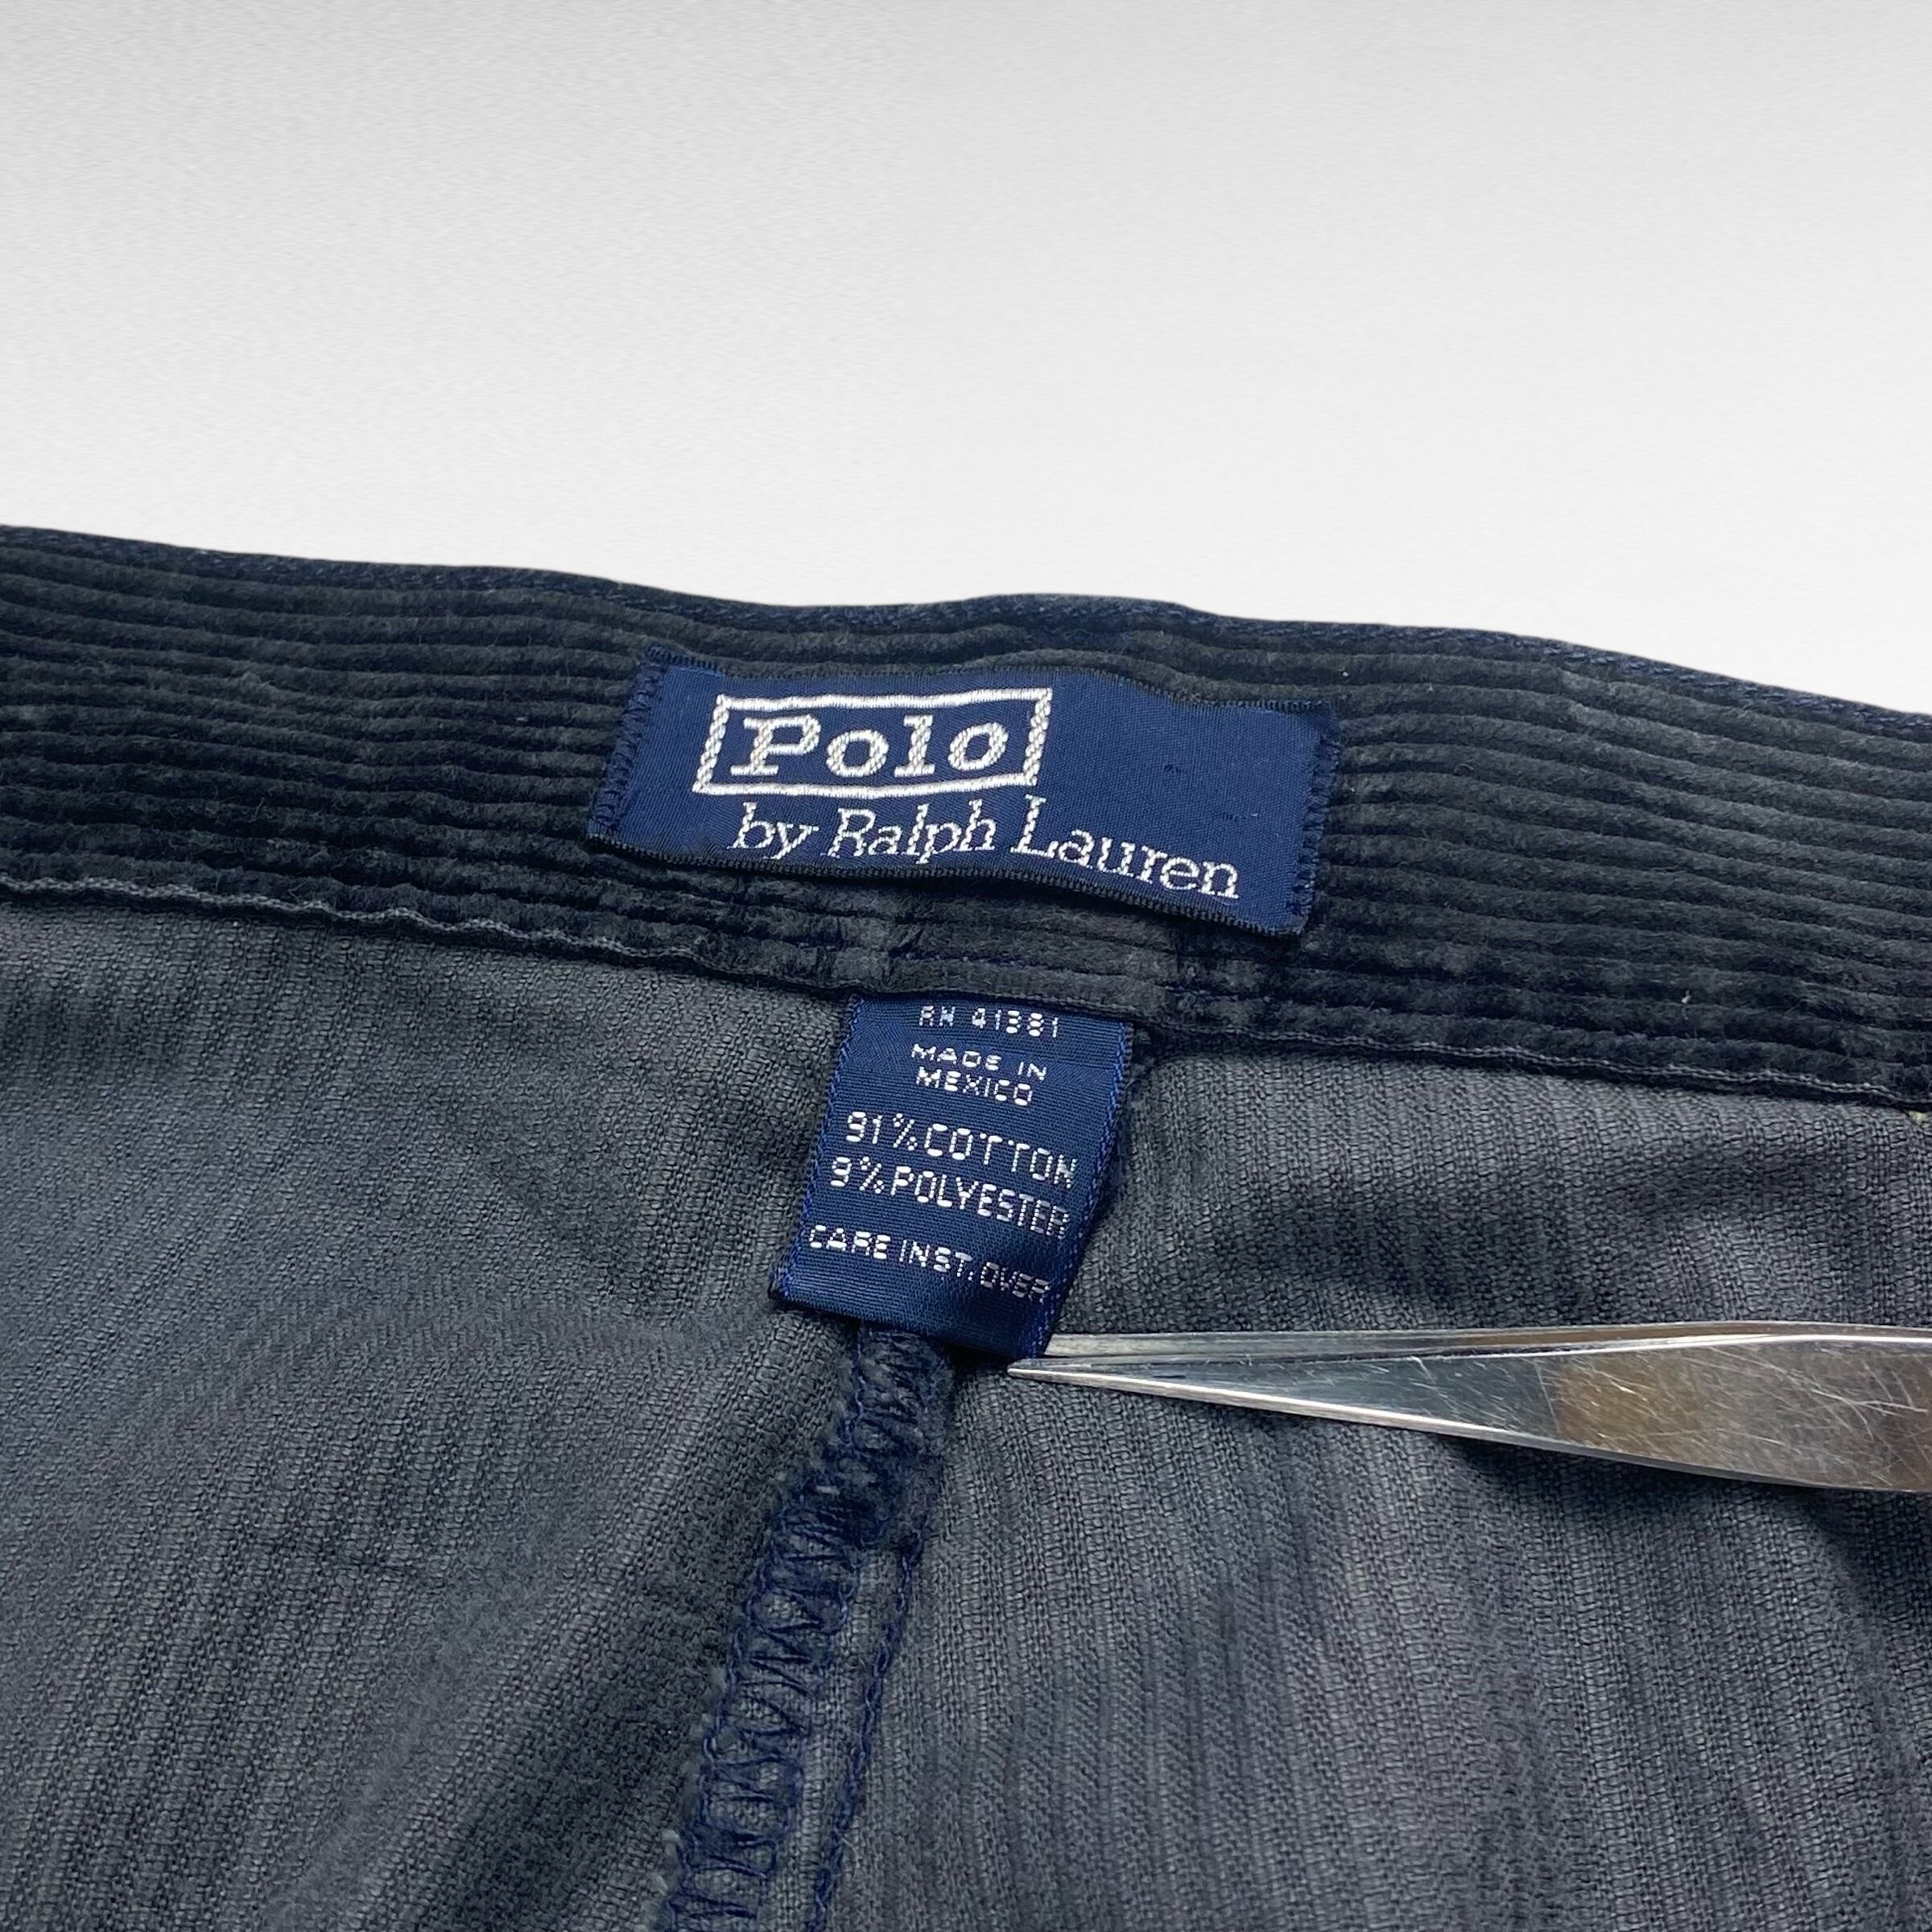 Polo
by Ralph Lauren
RN 41381
MADE IN
MEXICO
91% COTTON
9% POLYESTER
CARE INST. OVER